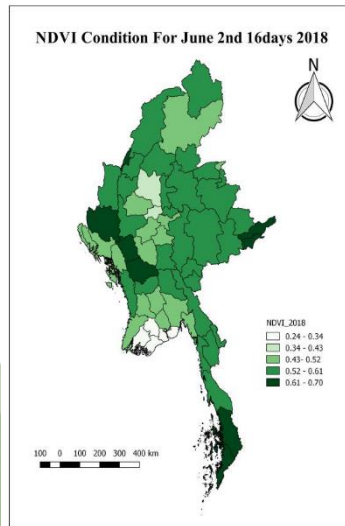 NDVI Condition For June 2nd 16days 2018
N
NDVI_2018
0.24 - 0.34
0.34 - 0.43
0.43- 0.52
0.52 - 0.61
0.61 - 0.70
100 0 100 200 300 400 km